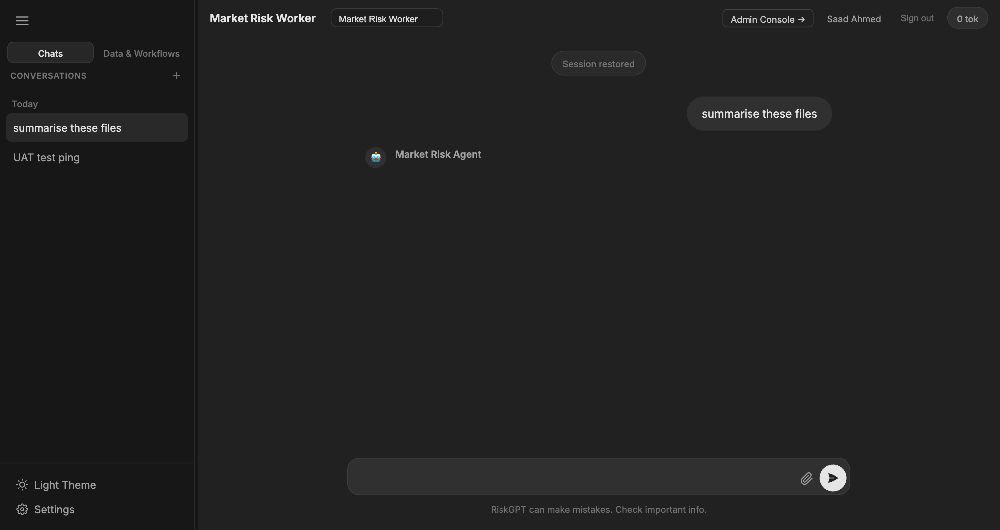 Market Risk Worker
Market Risk Worker
Admin Console →
Saad Ahmed
Sign out
0 tok
Chats
Data & Workflows
CONVERSATIONS
+
Today
summarise these files
UAT test ping
Session restored
summarise these files
Market Risk Agent
Light Theme
Settings
RiskGPT can make mistakes. Check important info.